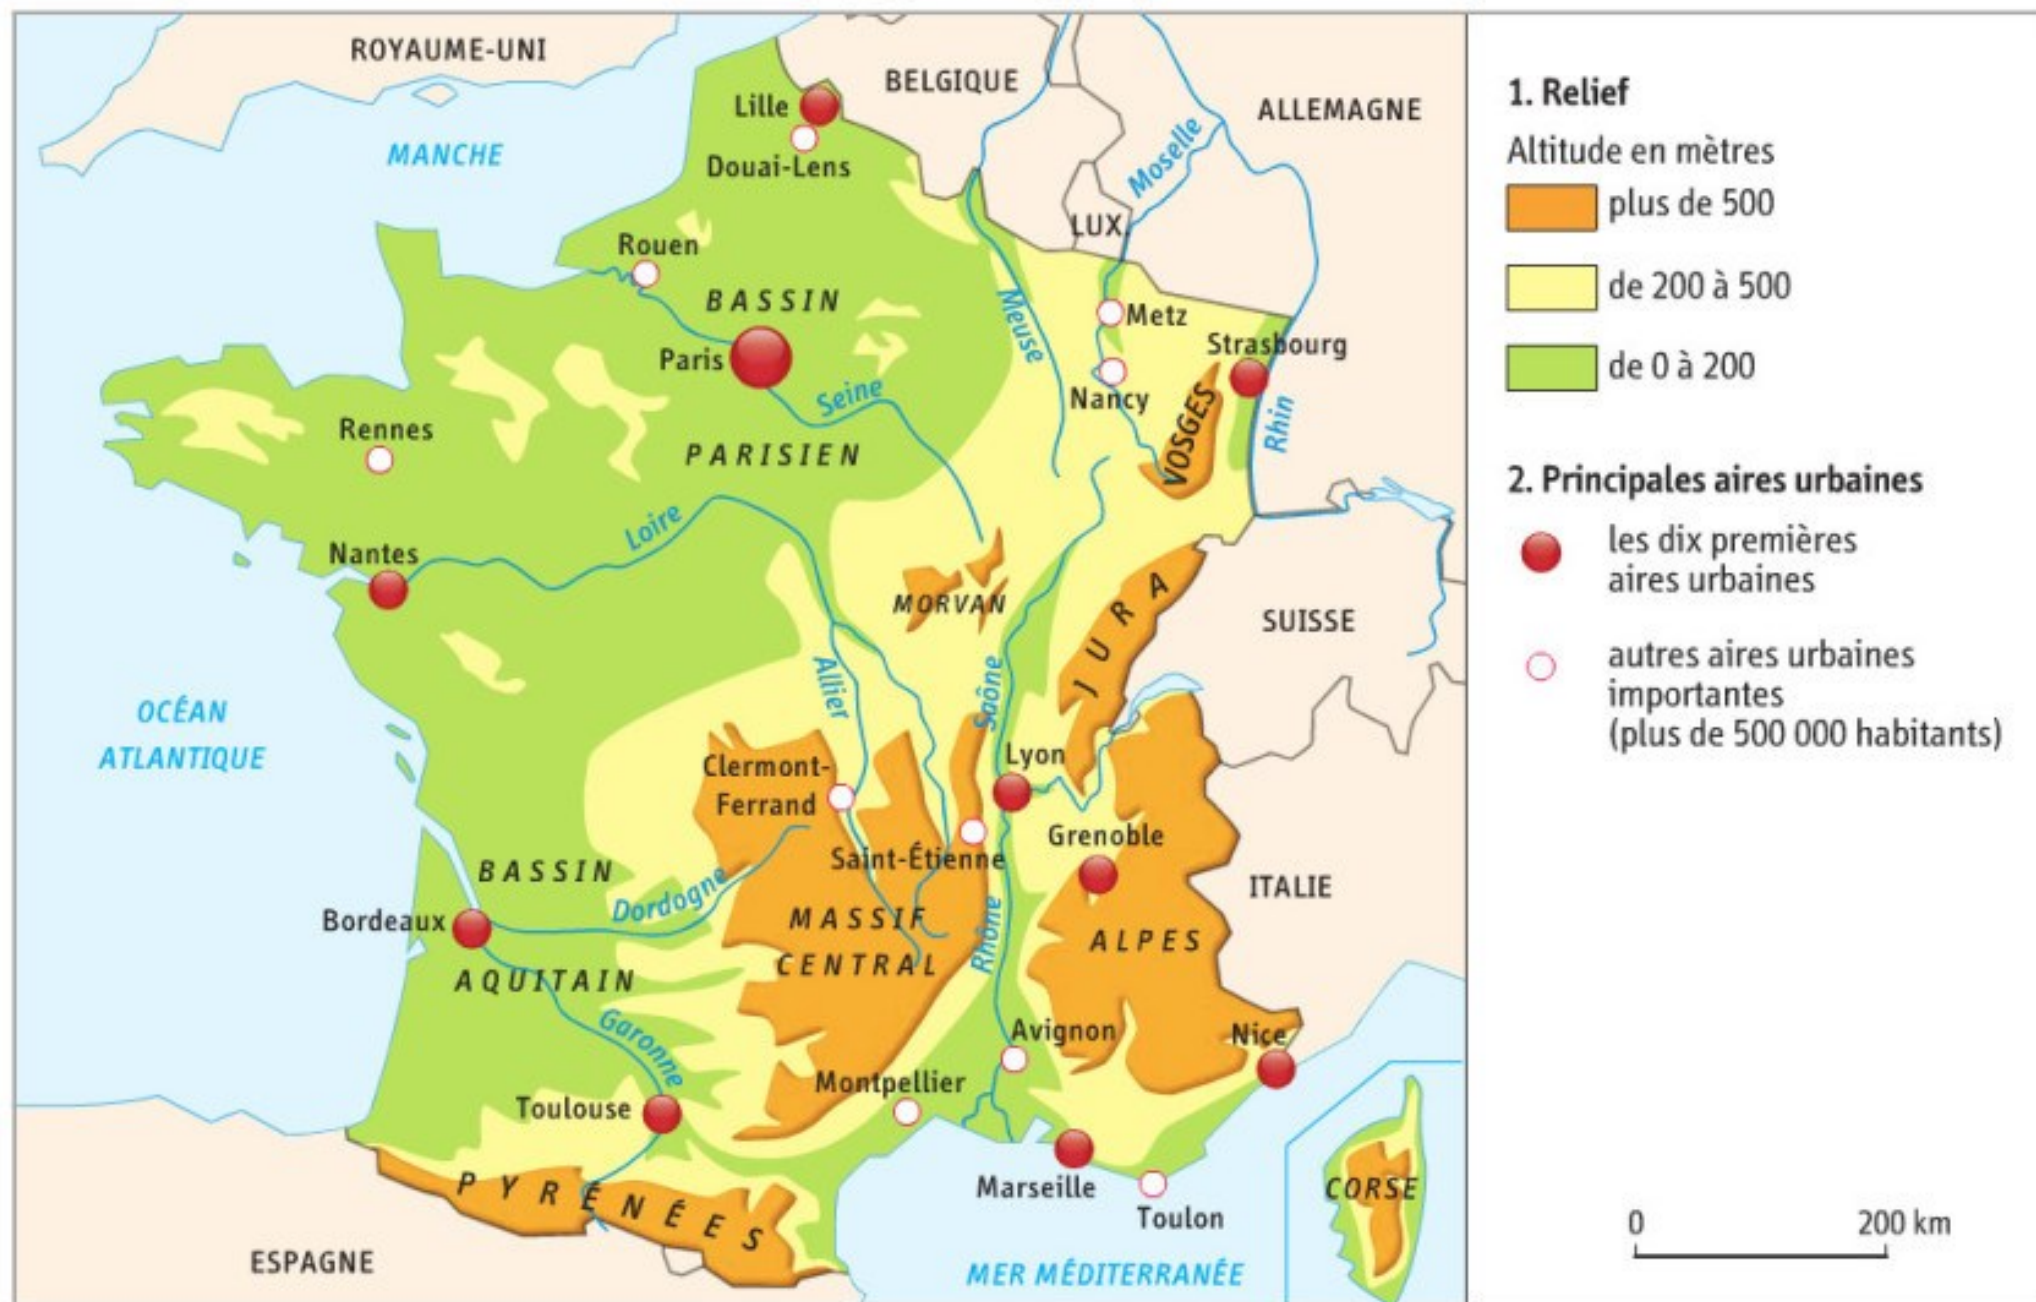 ROYAUME-UNI
BELGIQUE
ALLEMAGNE
Lille
MANCHE
Douai-Lens
Moselle
LUX.
Rouen
BASSIN
Meuse
Metz
Paris
Strasbourg
Seine
Nancy
VOSGES
Rhin
Rennes
PARISIEN
Loire
Nantes
MORVAN
JURA
SUISSE
Allier
Saône
OCÉAN
ATLANTIQUE
Lyon
Clermont-
Ferrand
Grenoble
Saint-Étienne
BASSIN
Dordogne
ITALIE
Bordeaux
MASSIF
CENTRAL
Rhône
ALPES
AQUITAIN
Garonne
Avignon
Nice
Montpellier
Toulouse
PYRÉNÉES
Marseille
Toulon
CORSE
ESPAGNE
MER MÉDITERRANÉE
1. Relief
Altitude en mètres
plus de 500
de 200 à 500
de 0 à 200
2. Principales aires urbaines
les dix premières
aires urbaines
autres aires urbaines
importantes
(plus de 500 000 habitants)
0 200 km